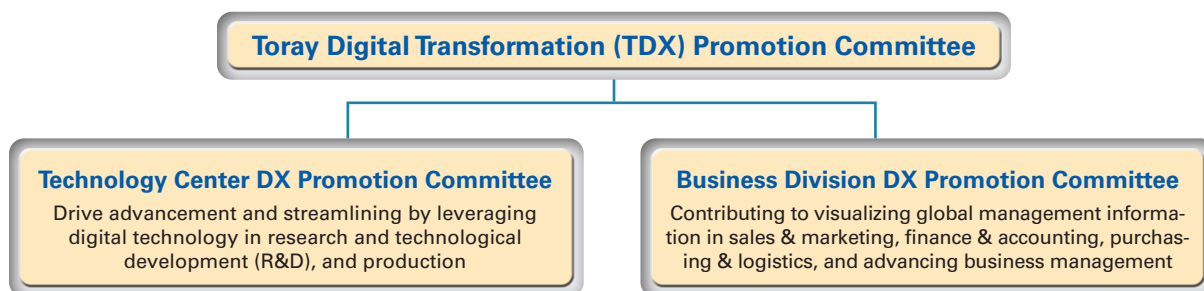 Toray Digital Transformation (TDX) Promotion Committee
Technology Center DX Promotion Committee
Drive advancement and streamlining by leveraging
digital technology in research and technological
development (R&D), and production
Business Division DX Promotion Committee
Contributing to visualizing global management informa-
tion in sales & marketing, finance & accounting, purchas-
ing & logistics, and advancing business management